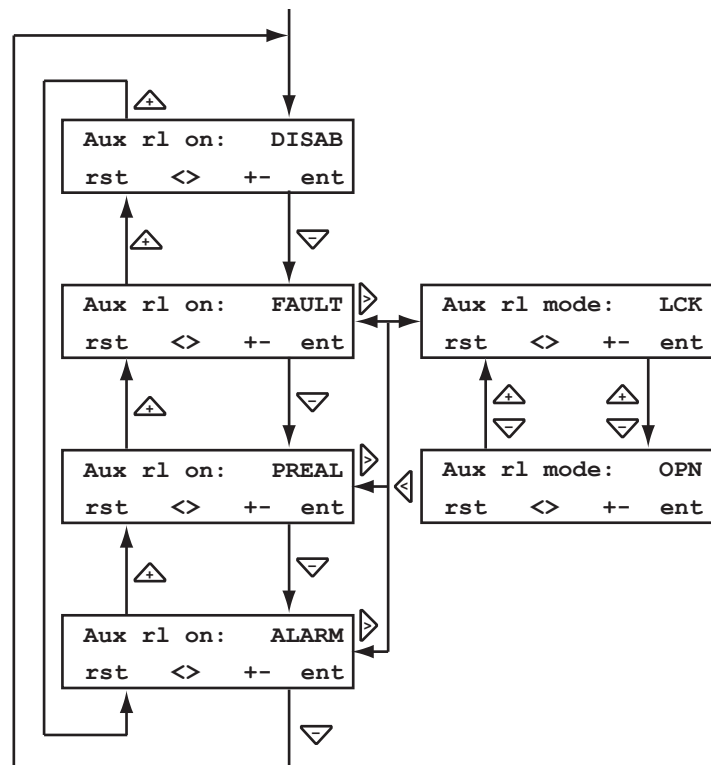 +
Aux rl on: DISAB
rst <> +- ent
+
-
Aux rl on: FAULT
rst <> +- ent
>
Aux rl mode: LCK
rst <> +- ent
+
-
+
-
+
-
Aux rl on: PREAL
rst <> +- ent
>
<
Aux rl mode: OPN
rst <> +- ent
+
-
Aux rl on: ALARM
rst <> +- ent
>
-